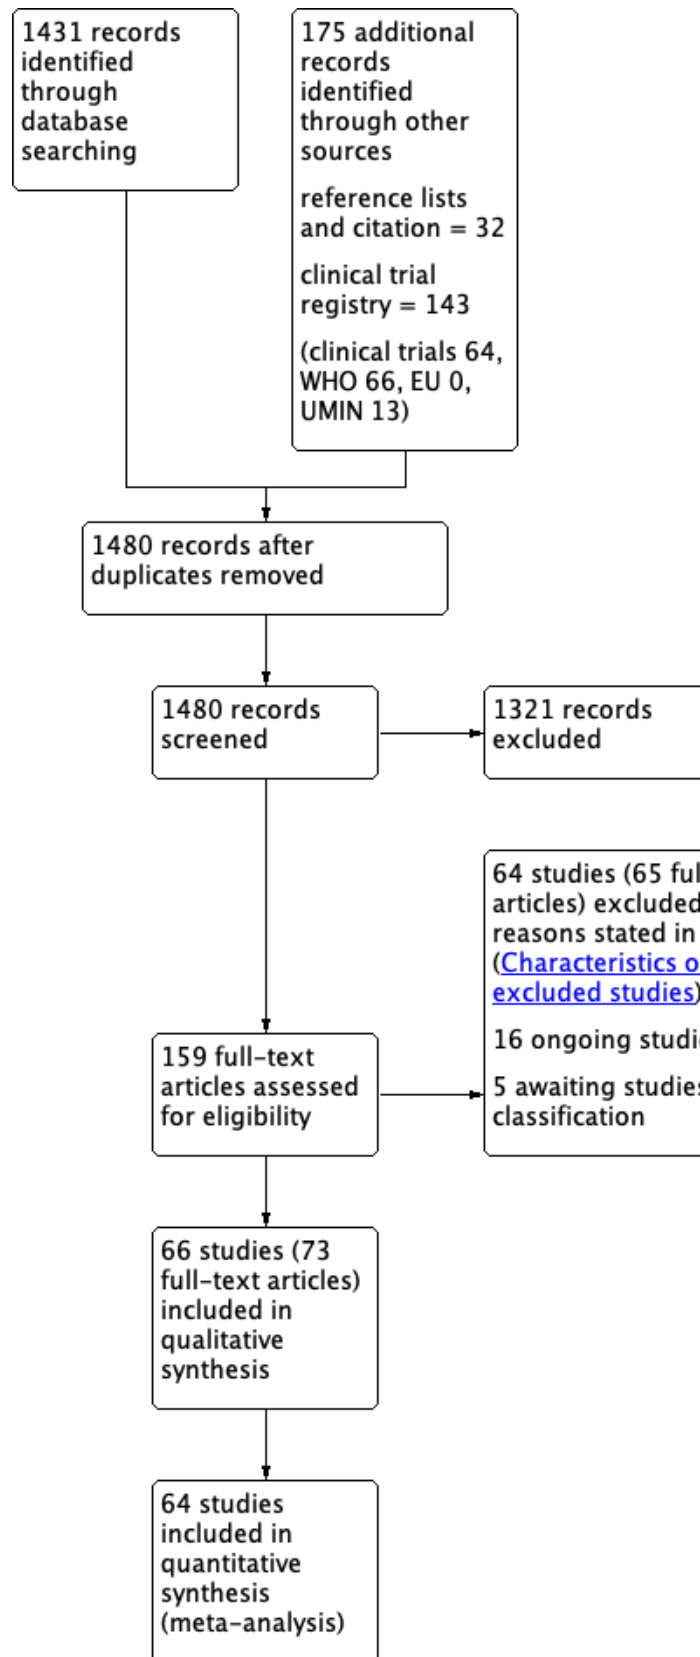 1431 records
identified
through
database
searching
175 additional
records
identified
through other
sources
reference lists
and citation = 32
clinical trial
registry = 143
(clinical trials 64,
WHO 66, EU 0,
UMIN 13)
1480 records after
duplicates removed
1480 records
screened
1321 records
excluded
64 studies (65
articles) excluded
reasons stated in
(Characteristics
excluded studies)
16 ongoing
5 awaiting studies
classification
159 full-text
articles assessed
for eligibility
66 studies (73
full-text articles)
included in
qualitative
synthesis
64 studies
included in
quantitative
synthesis
(meta-analysis)